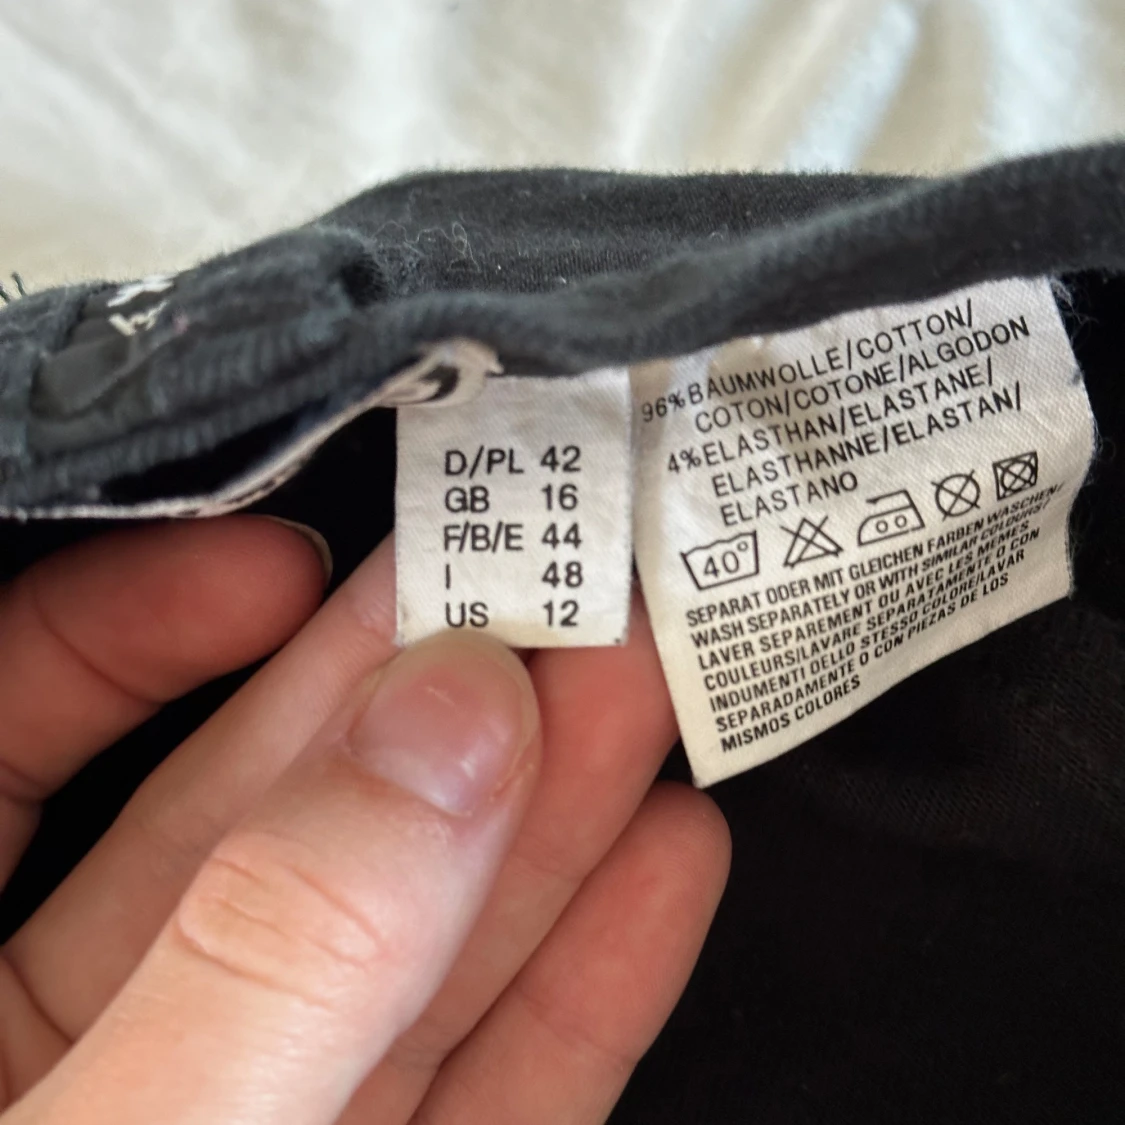 D/PL 42
GB 16
F/B/E 44
I 48
US 12
96%BAUMWOLLE/COTTON/
COTON/COTONE/ALGODON
4%ELASTHAN/ELASTANE/
ELASTHANNE/ELASTAN/
ELASTANO
40°
SEPARAT ODER MIT GLEICHEN FARBEN WASCHEN/
WASH SEPARATELY OR WITH SIMILAR COLOURS/
LAVER SEPAREMENT OU AVEC LES MEMES
COULEURS/LAVARE SEPARATAMENTE O CON
INDUMENTI DELLO STESSO COLORE/LAVAR
SEPARADAMENTE O CON PIEZAS DE LOS
MISMOS COLORES